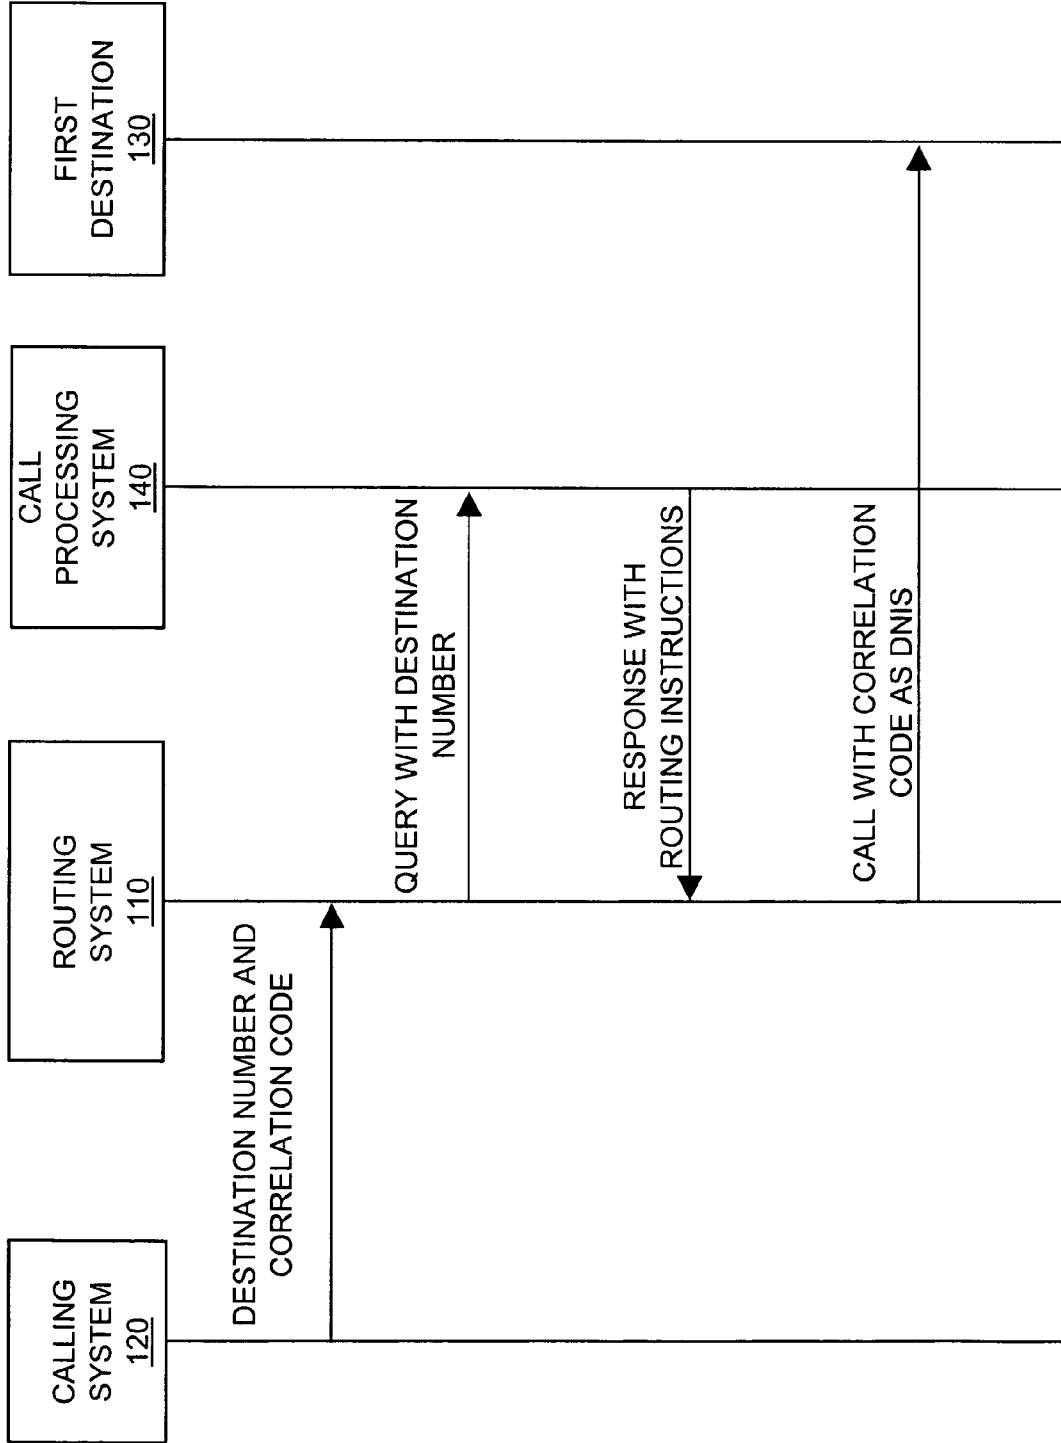 CALLING
SYSTEM
120
ROUTING
SYSTEM
110
CALL
PROCESSING
SYSTEM
140
FIRST
DESTINATION
130
DESTINATION NUMBER AND
CORRELATION CODE
QUERY WITH DESTINATION
NUMBER
RESPONSE WITH
ROUTING INSTRUCTIONS
CALL WITH CORRELATION
CODE AS DNIS